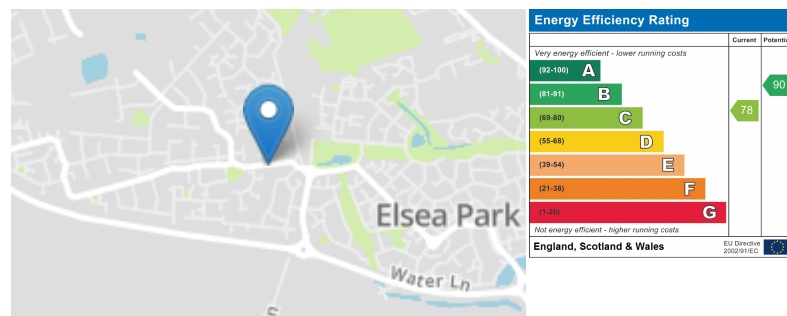 Elsea Park
Water Ln
S
Energy Efficiency Rating
Current Potentia
Very energy efficient - lower running costs
(92-100) A
(81-91) B
(69-80) C
(55-68) D
(39-54) E
(21-38) F
(1-20) G
78
90
Not energy efficient - higher running costs
England, Scotland & Wales
EU Directive
2002/91/EC